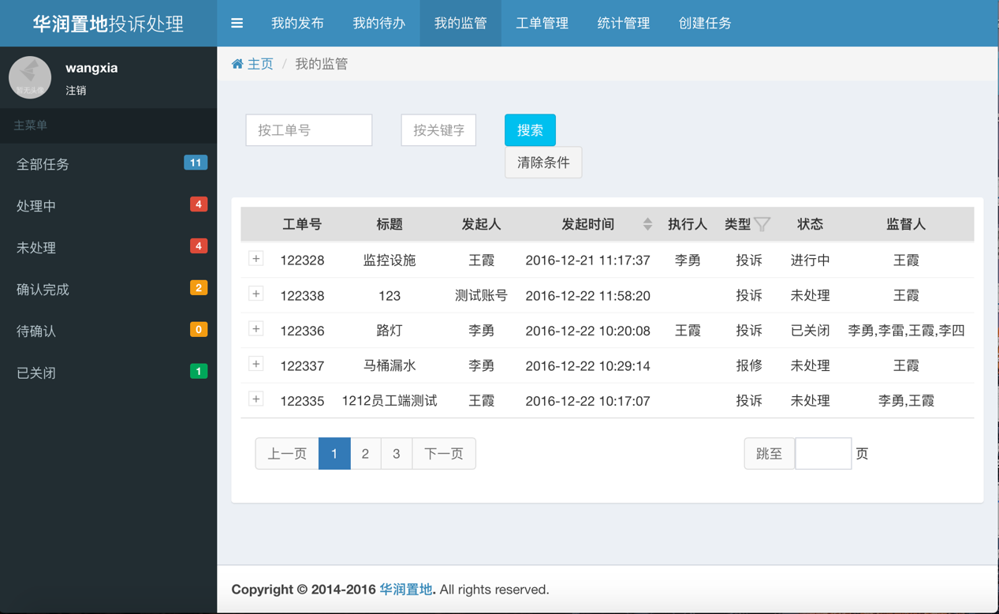 华润置地投诉处理
我的发布 我的待办 我的监管 工单管理 统计管理 创建任务
wangxia
注销
暂无头像
主页 / 我的监管
主菜单
全部任务 11
处理中 4
未处理 4
确认完成 2
待确认 0
已关闭 1
按工单号 按关键字 搜索
清除条件
工单号 标题 发起人 发起时间 执行人 类型 状态 监督人
122328 监控设施 王霞 2016-12-21 11:17:37 李勇 投诉 进行中 王霞
122338 123 测试账号 2016-12-22 11:58:20 投诉 未处理 王霞
122336 路灯 李勇 2016-12-22 10:20:08 王霞 投诉 已关闭 李勇,李雷,王霞,李四
122337 马桶漏水 李勇 2016-12-22 10:29:14 报修 未处理 王霞
122335 1212员工端测试 王霞 2016-12-22 10:17:07 投诉 未处理 李勇,王霞
上一页 1 2 3 下一页 跳至 页
Copyright © 2014-2016 华润置地. All rights reserved.